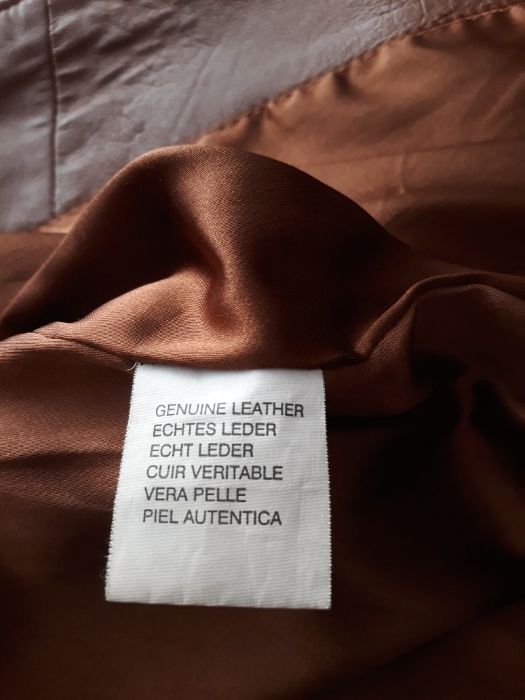 GENUINE LEATHER
ECHTES LEDER
ECHT LEDER
CUIR VERITABLE
VERA PELLE
PIEL AUTENTICA